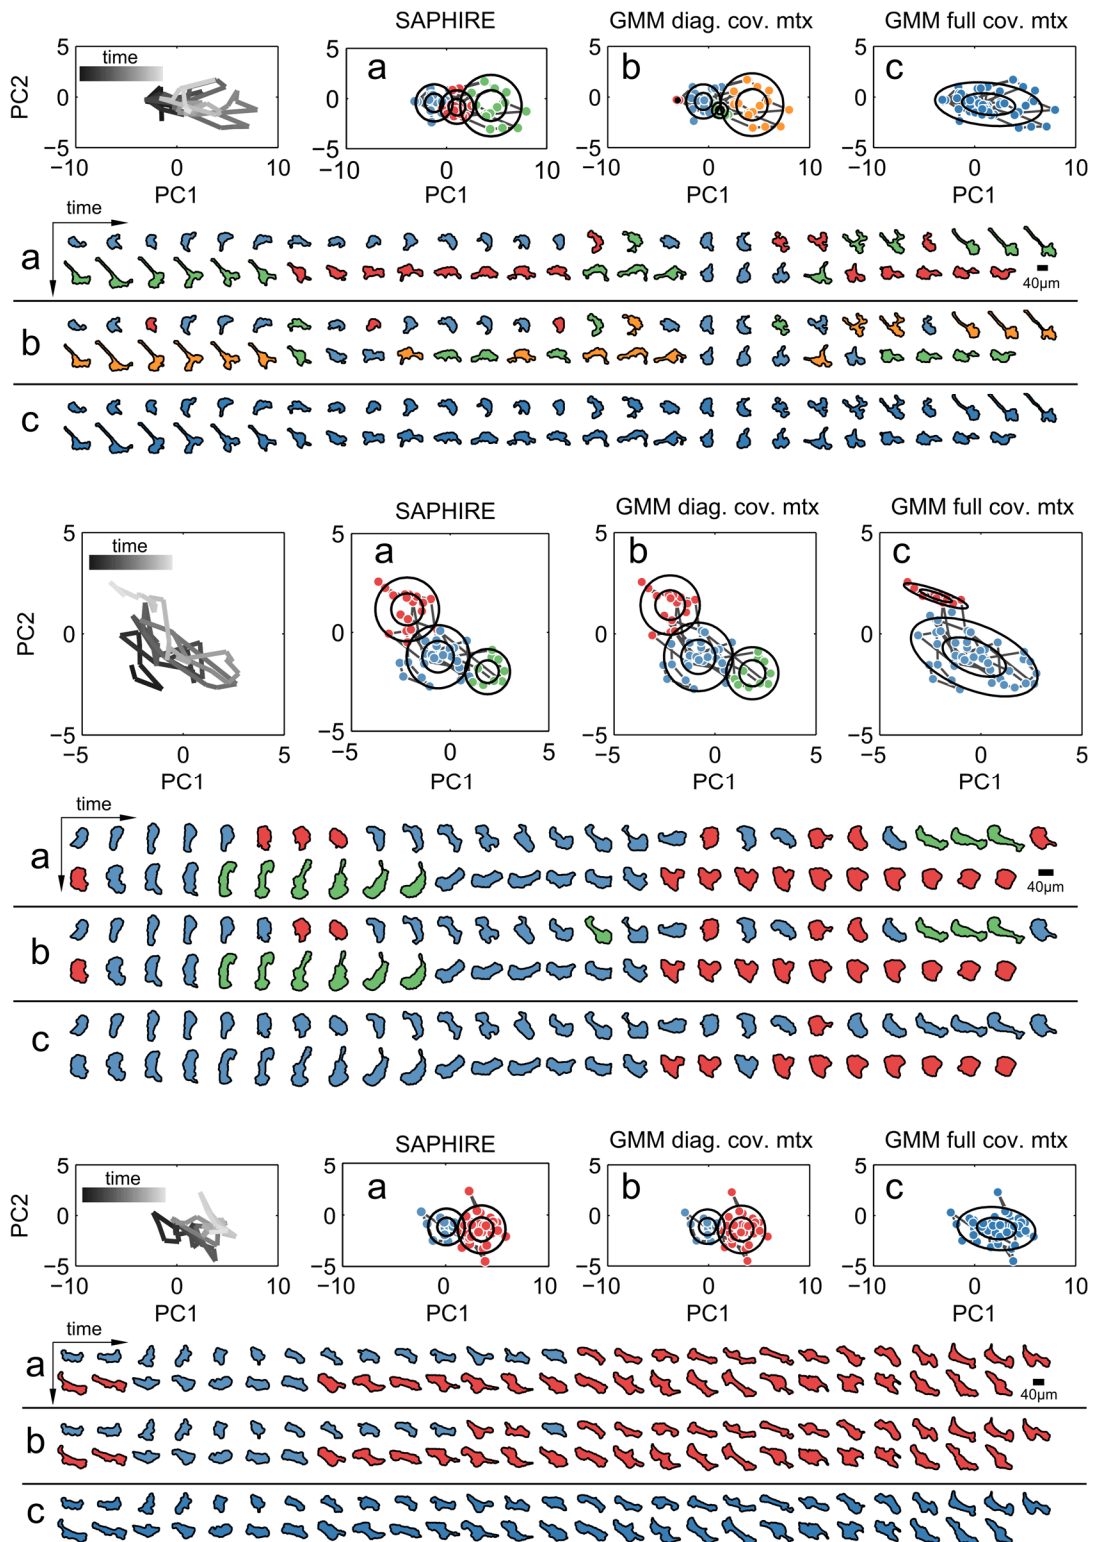 SAPHIRE GMM diag. cov. mtx GMM full cov. mtx
5 5 5 5
time a b c
PC2 0 0 0 0
−5 −5 −5 −5
−10 0 10 −10 0 10 −10 0 10 −10 0 10
PC1 PC1 PC1 PC1
time
a
40µm
b
c
SAPHIRE GMM diag. cov. mtx GMM full cov. mtx
5 5 5 5
time a b c
PC2 0 0 0 0
−5 −5 −5 −5
−5 0 5 −5 0 5 −5 0 5 −5 0 5
PC1 PC1 PC1 PC1
time
a
40µm
b
c
SAPHIRE GMM diag. cov. mtx GMM full cov. mtx
5 5 5 5
time a b c
PC2 0 0 0 0
−5 −5 −5 −5
−10 0 10 −10 0 10 −10 0 10 −10 0 10
PC1 PC1 PC1 PC1
time
a
40µm
b
c